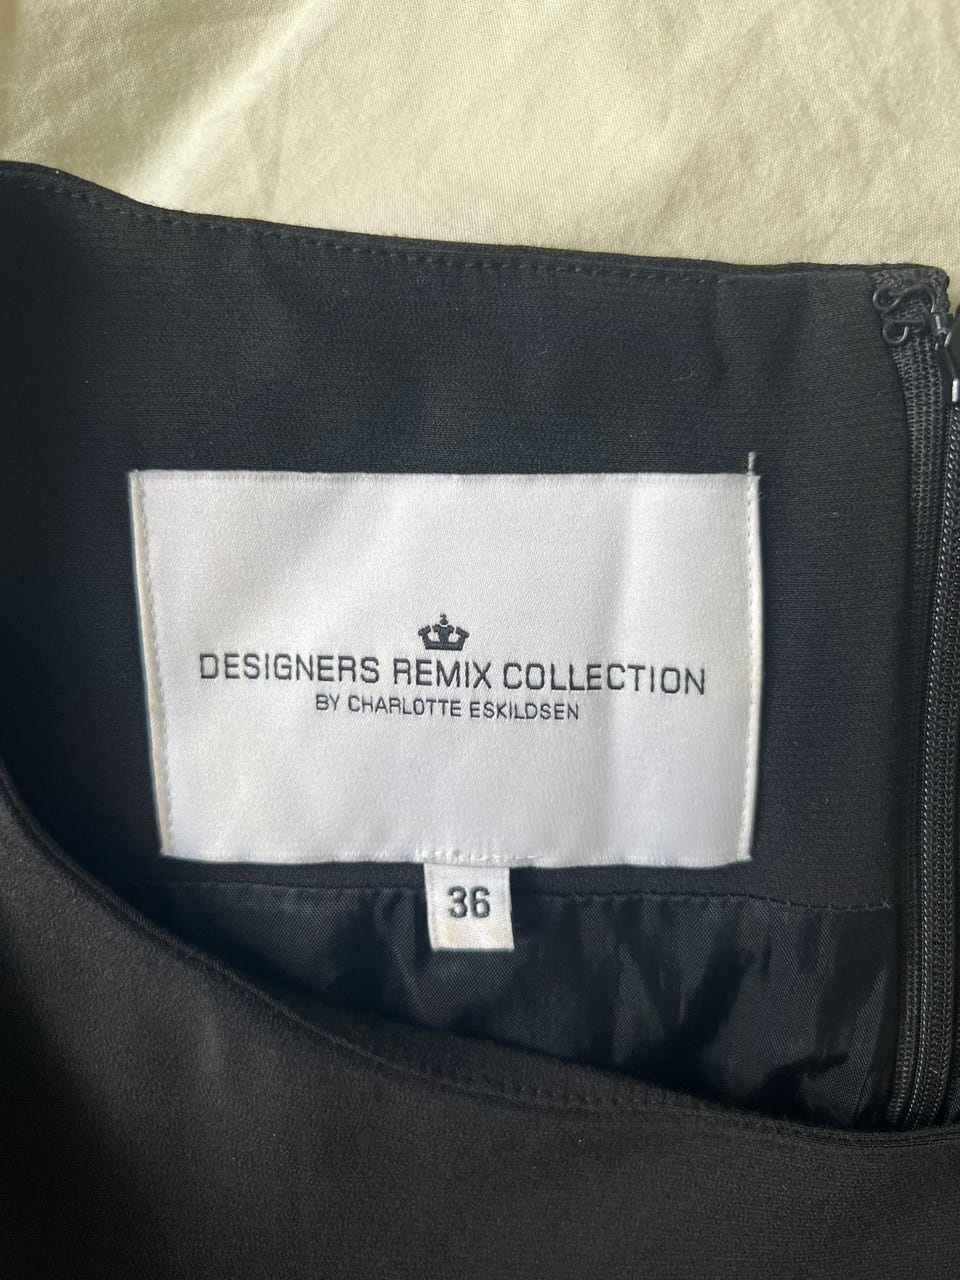 DESIGNERS REMIX COLLECTION
BY CHARLOTTE ESKILDSEN
36